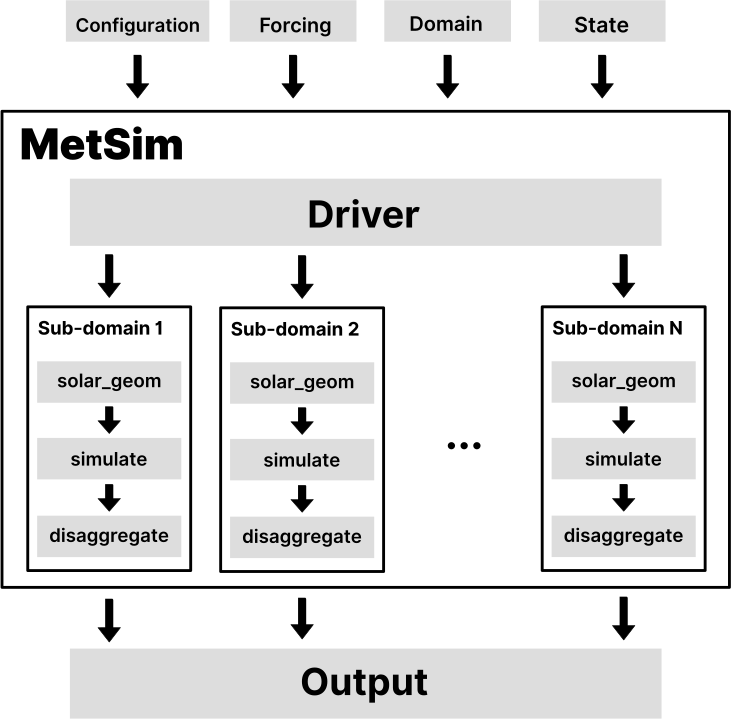 Configuration
Forcing
Domain
State
MetSim
Driver
Sub-domain 1
solar_geom
simulate
disaggregate
Sub-domain 2
solar_geom
simulate
disaggregate
...
Sub-domain N
solar_geom
simulate
disaggregate
Output